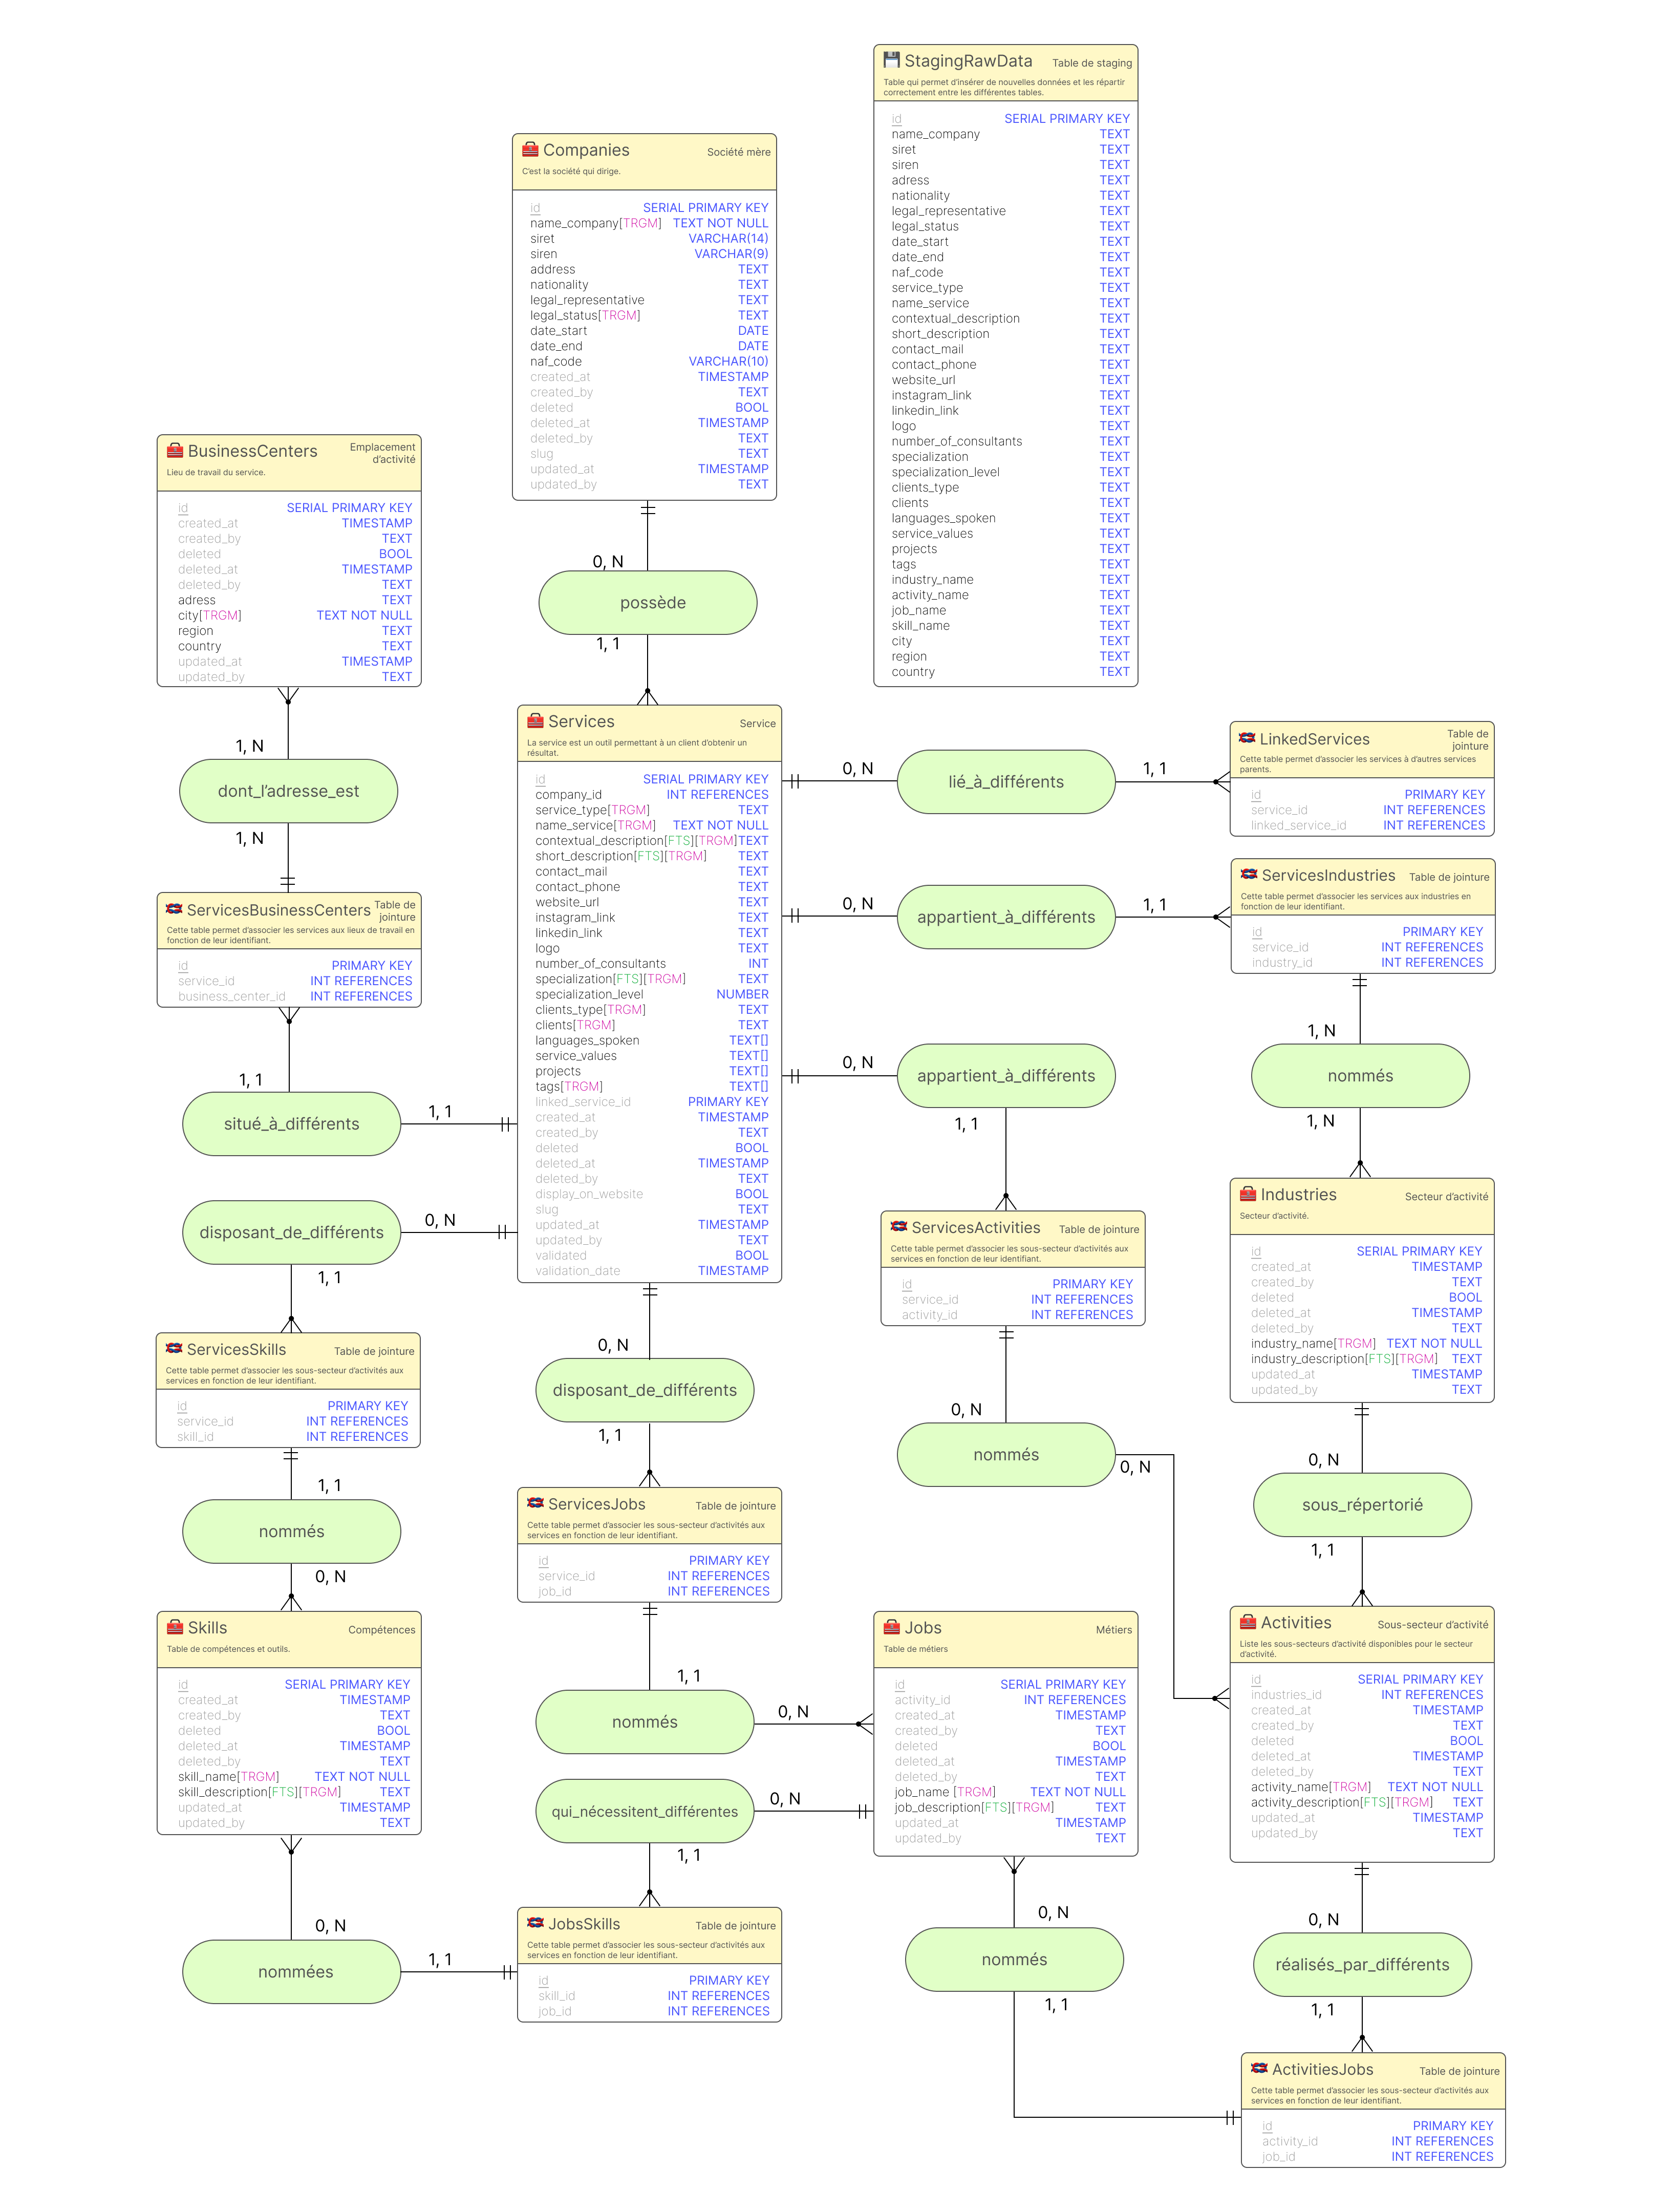 StagingRawData Table de staging
Table qui permet d'insérer de nouvelles données et les répartir
correctement entre les différentes tables.
id SERIAL PRIMARY KEY
name_company TEXT
siret TEXT
siren TEXT
adress TEXT
nationality TEXT
legal_representative TEXT
legal_status TEXT
date_start TEXT
date_end TEXT
naf_code TEXT
service_type TEXT
name_service TEXT
contextual_description TEXT
short_description TEXT
contact_mail TEXT
contact_phone TEXT
website_url TEXT
instagram_link TEXT
linkedin_link TEXT
logo TEXT
number_of_consultants TEXT
specialization TEXT
specialization_level TEXT
clients_type TEXT
clients TEXT
languages_spoken TEXT
service_values TEXT
projects TEXT
tags TEXT
industry_name TEXT
activity_name TEXT
job_name TEXT
skill_name TEXT
city TEXT
region TEXT
country TEXT
Companies Société mère
C'est la société qui dirige.
id SERIAL PRIMARY KEY
name_company[TRGM] TEXT NOT NULL
siret VARCHAR(14)
siren VARCHAR(9)
address TEXT
nationality TEXT
legal_representative TEXT
legal_status[TRGM] TEXT
date_start DATE
date_end DATE
naf_code VARCHAR(10)
created_at TIMESTAMP
created_by TEXT
deleted BOOL
deleted_at TIMESTAMP
deleted_by TEXT
slug TEXT
updated_at TIMESTAMP
updated_by TEXT
0, N
possède
1, 1
BusinessCenters Emplacement
d'activité
Lieu de travail du service.
id SERIAL PRIMARY KEY
created_at TIMESTAMP
created_by TEXT
deleted BOOL
deleted_at TIMESTAMP
deleted_by TEXT
adress TEXT
city[TRGM] TEXT NOT NULL
region TEXT
country TEXT
updated_at TIMESTAMP
updated_by TEXT
1, N
dont_l'adresse_est
1, N
ServicesBusinessCenters Table de
jointure
Cette table permet d'associer les services aux lieux de travail en
fonction de leur identifiant.
id PRIMARY KEY
service_id INT REFERENCES
business_center_id INT REFERENCES
1, 1
situé_à_différents
1, 1
Services Service
La service est un outil permettant à un client d'obtenir un
résultat.
id SERIAL PRIMARY KEY
company_id INT REFERENCES
service_type[TRGM] TEXT
name_service[TRGM] TEXT NOT NULL
contextual_description[FTS][TRGM]TEXT
short_description[FTS][TRGM] TEXT
contact_mail TEXT
contact_phone TEXT
website_url TEXT
instagram_link TEXT
linkedin_link TEXT
logo TEXT
number_of_consultants INT
specialization[FTS][TRGM] TEXT
specialization_level NUMBER
clients_type[TRGM] TEXT
clients[TRGM] TEXT
languages_spoken TEXT[]
service_values TEXT[]
projects TEXT[]
tags[TRGM] TEXT[]
linked_service_id PRIMARY KEY
created_at TIMESTAMP
created_by TEXT
deleted BOOL
deleted_at TIMESTAMP
deleted_by TEXT
display_on_website BOOL
slug TEXT
updated_at TIMESTAMP
updated_by TEXT
validated BOOL
validation_date TIMESTAMP
0, N
lié_à_différents
1, 1
LinkedServices Table de
jointure
Cette table permet d'associer les services à d'autres services
parents.
id PRIMARY KEY
service_id INT REFERENCES
linked_service_id INT REFERENCES
0, N
appartient_à_différents
1, 1
ServicesIndustries Table de jointure
Cette table permet d'associer les services aux industries en
fonction de leur identifiant.
id PRIMARY KEY
service_id INT REFERENCES
industry_id INT REFERENCES
1, N
nommés
1, N
0, N
appartient_à_différents
1, 1
ServicesActivities Table de jointure
Cette table permet d'associer les sous-secteur d'activités aux
services en fonction de leur identifiant.
id PRIMARY KEY
service_id INT REFERENCES
activity_id INT REFERENCES
0, N
nommés
0, N
Industries Secteur d'activité
Secteur d'activité.
id SERIAL PRIMARY KEY
created_at TIMESTAMP
created_by TEXT
deleted BOOL
deleted_at TIMESTAMP
deleted_by TEXT
industry_name[TRGM] TEXT NOT NULL
industry_description[FTS][TRGM] TEXT
updated_at TIMESTAMP
updated_by TEXT
0, N
sous_répertorié
1, 1
0, N
disposant_de_différents
1, 1
ServicesSkills Table de jointure
Cette table permet d'associer les sous-secteur d'activités aux
services en fonction de leur identifiant.
id PRIMARY KEY
service_id INT REFERENCES
skill_id INT REFERENCES
1, 1
nommés
0, N
0, N
disposant_de_différents
1, 1
ServicesJobs Table de jointure
Cette table permet d'associer les sous-secteur d'activités aux
services en fonction de leur identifiant.
id PRIMARY KEY
service_id INT REFERENCES
job_id INT REFERENCES
1, 1
nommés
0, N
Skills Compétences
Table de compétences et outils.
id SERIAL PRIMARY KEY
created_at TIMESTAMP
created_by TEXT
deleted BOOL
deleted_at TIMESTAMP
deleted_by TEXT
skill_name[TRGM] TEXT NOT NULL
skill_description[FTS][TRGM] TEXT
updated_at TIMESTAMP
updated_by TEXT
Jobs Métiers
Table de métiers
id SERIAL PRIMARY KEY
activity_id INT REFERENCES
created_at TIMESTAMP
created_by TEXT
deleted BOOL
deleted_at TIMESTAMP
deleted_by TEXT
job_name [TRGM] TEXT NOT NULL
job_description[FTS][TRGM] TEXT
updated_at TIMESTAMP
updated_by TEXT
Activities Sous-secteur d'activité
Liste les sous-secteurs d'activité disponibles pour le secteur
d'activité.
id SERIAL PRIMARY KEY
industries_id INT REFERENCES
created_at TIMESTAMP
created_by TEXT
deleted BOOL
deleted_at TIMESTAMP
deleted_by TEXT
activity_name[TRGM] TEXT NOT NULL
activity_description[FTS][TRGM] TEXT
updated_at TIMESTAMP
updated_by TEXT
0, N
qui_nécessitent_différentes
1, 1
JobsSkills Table de jointure
Cette table permet d'associer les sous-secteur d'activités aux
services en fonction de leur identifiant.
id PRIMARY KEY
skill_id INT REFERENCES
job_id INT REFERENCES
0, N
nommées
1, 1
0, N
nommés
1, 1
0, N
réalisés_par_différents
1, 1
ActivitiesJobs Table de jointure
Cette table permet d'associer les sous-secteur d'activités aux
services en fonction de leur identifiant.
id PRIMARY KEY
activity_id INT REFERENCES
job_id INT REFERENCES